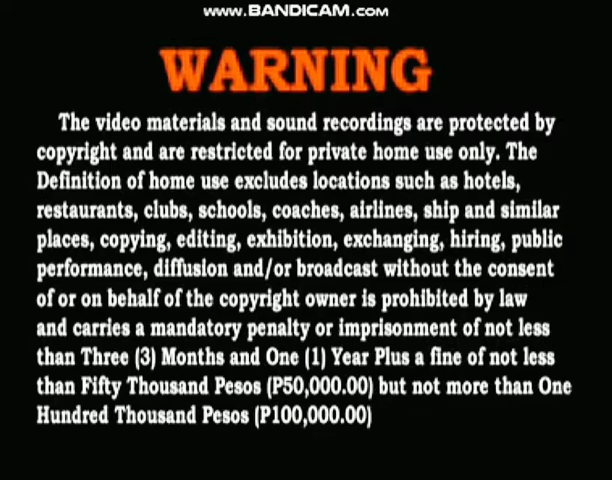 www.BANDICAM.com
WARNING
The video materials and sound recordings are protected by
copyright and are restricted for private home use only. The
Definition of home use excludes locations such as hotels,
restaurants, clubs, schools, coaches, airlines, ship and similar
places, copying, editing, exhibition, exchanging, hiring, public
performance, diffusion and/or broadcast without the consent
of or on behalf of the copyright owner is prohibited by law
and carries a mandatory penalty or imprisonment of not less
than Three (3) Months and One (1) Year Plus a fine of not less
than Fifty Thousand Pesos (P50,000.00) but not more than One
Hundred Thousand Pesos (P100,000.00)